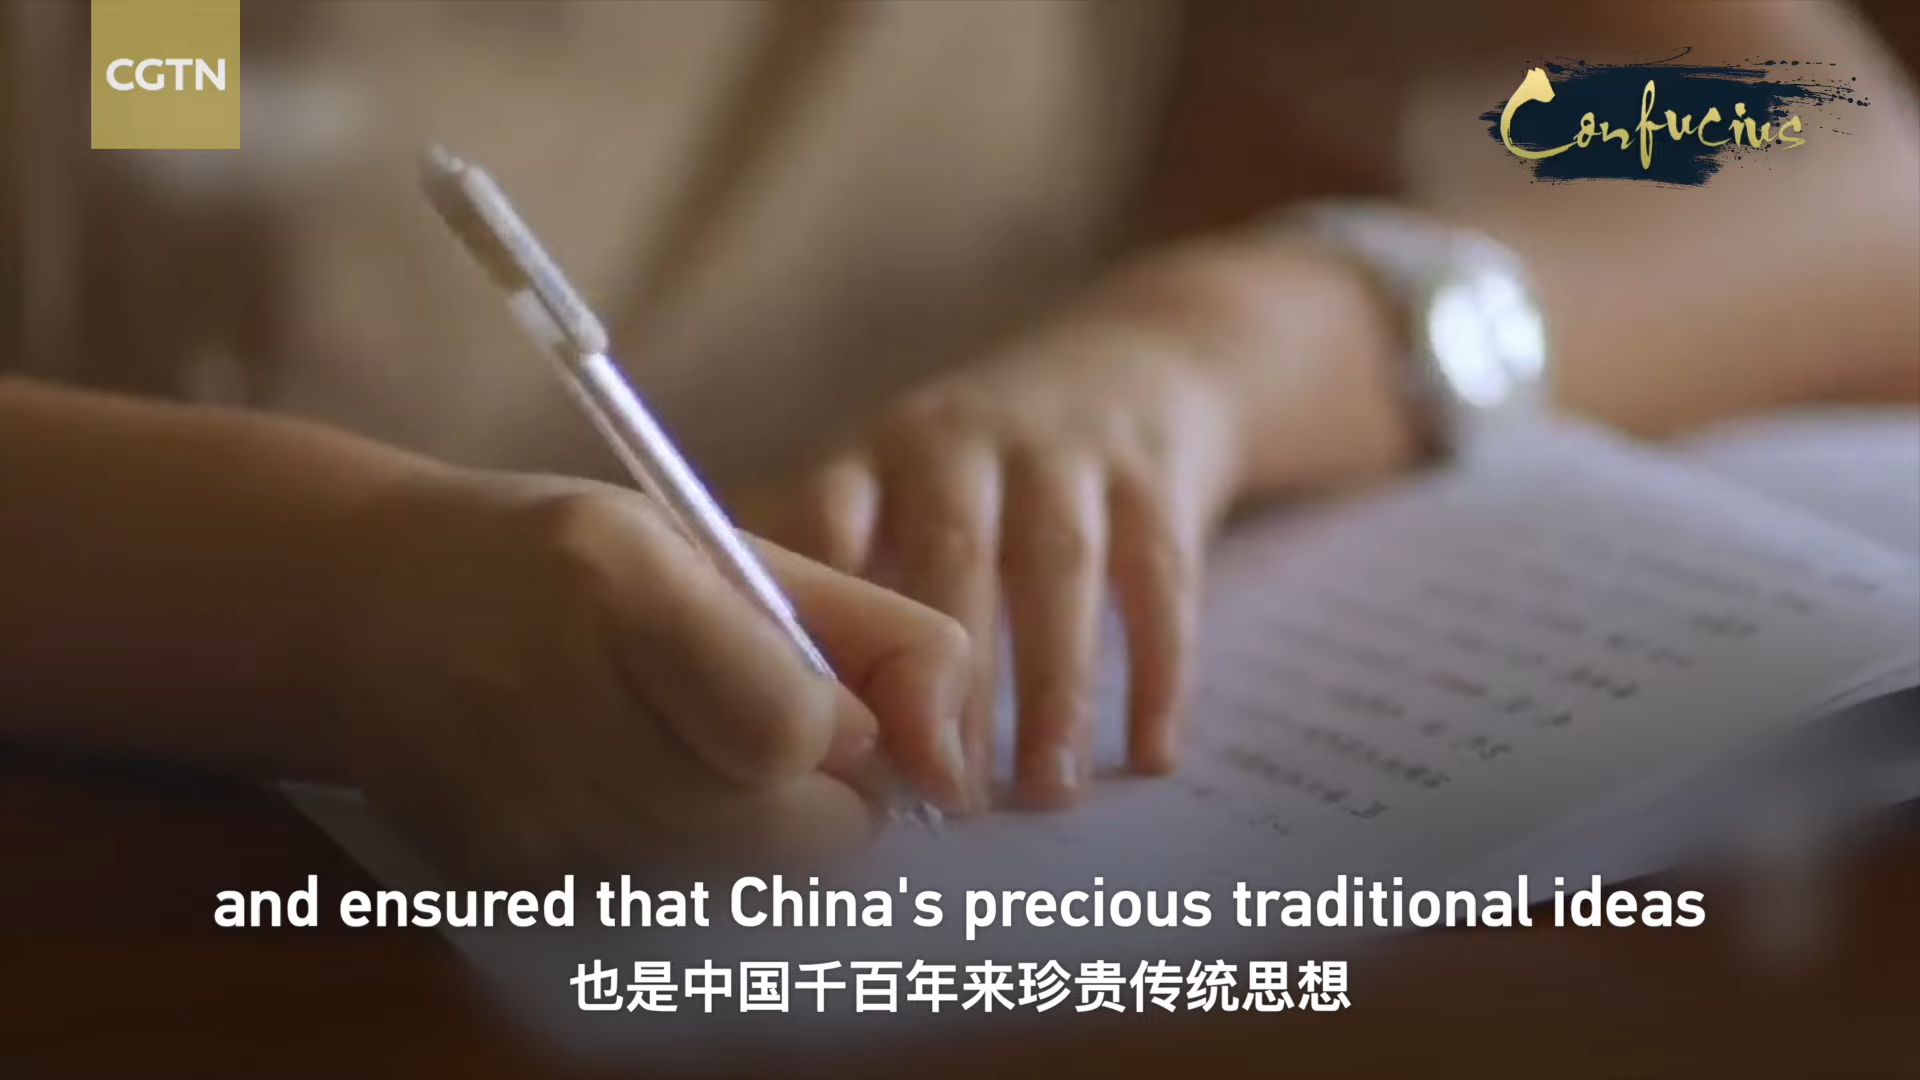 CGTN
Confucius
and ensured that China's precious traditional ideas
也是中国千百年来珍贵传统思想